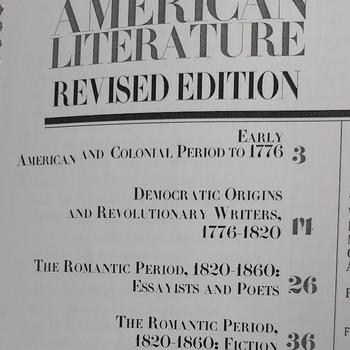 AMERICAN
LITERATURE
REVISED EDITION
EARLY
AMERICAN AND COLONIAL PERIOD TO 1776 3
DEMOCRATIC ORIGINS
AND REVOLUTIONARY WRITERS,
1776-1820 14
THE ROMANTIC PERIOD, 1820-1860:
ESSAYISTS AND POETS 26
THE ROMANTIC PERIOD,
1820-1860: FICTION 36